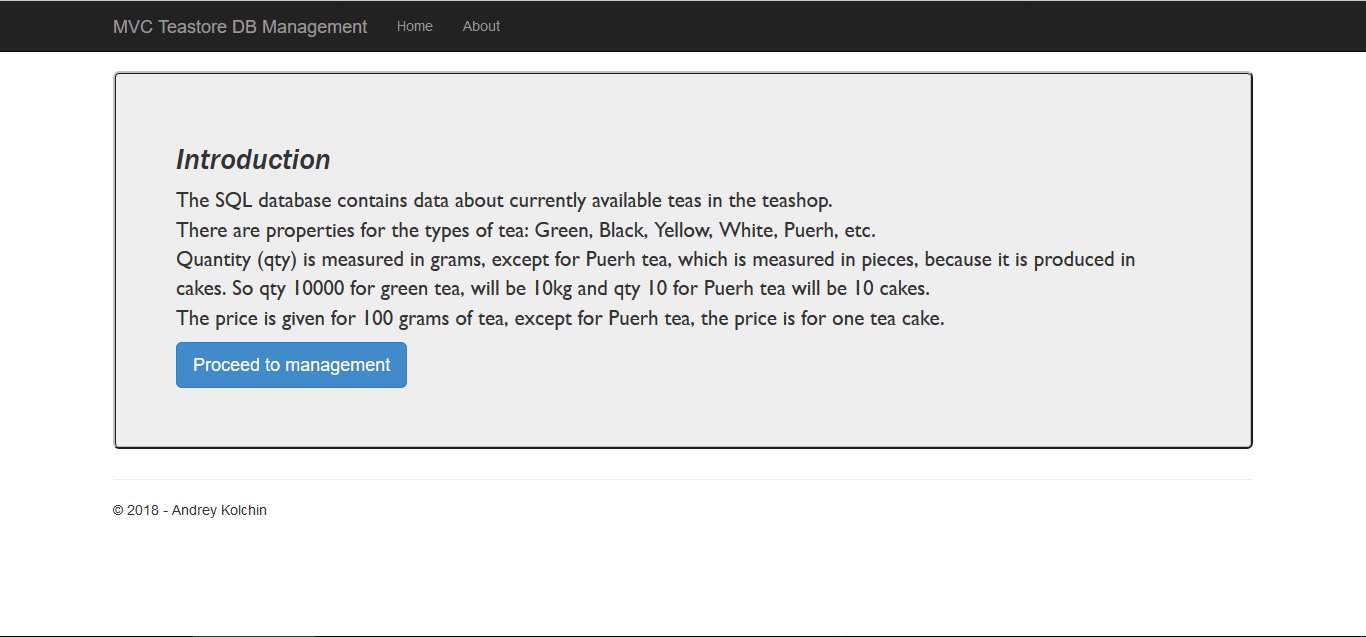 MVC Teastore DB Management Home About
Introduction
The SQL database contains data about currently available teas in the teashop.
There are properties for the types of tea: Green, Black, Yellow, White, Puerh, etc.
Quantity (qty) is measured in grams, except for Puerh tea, which is measured in pieces, because it is produced in
cakes. So qty 10000 for green tea, will be 10kg and qty 10 for Puerh tea will be 10 cakes.
The price is given for 100 grams of tea, except for Puerh tea, the price is for one tea cake.
Proceed to management
© 2018 - Andrey Kolchin